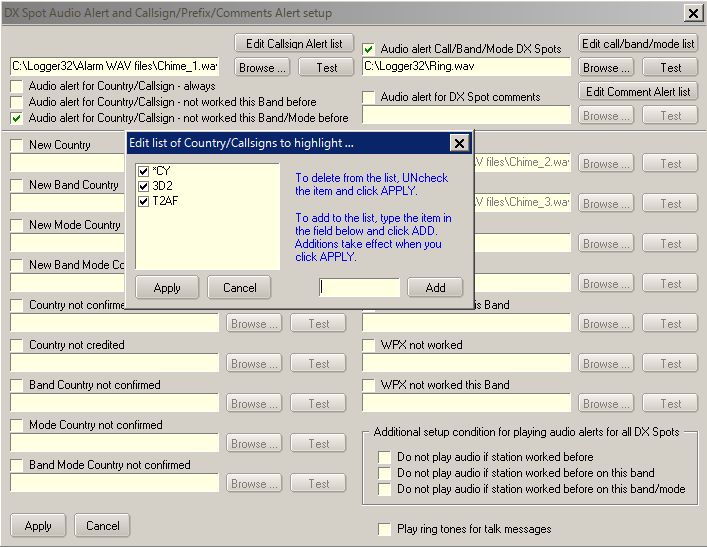 DX Spot Audio Alert and Callsign/Prefix/Comments Alert setup
Edit Callsign Alert list
C:\Logger32\Alarm WAV files\Chime_1.wav
Browse ...
Test
Audio alert for Country/Callsign - always
Audio alert for Country/Callsign - not worked this Band before
Audio alert for Country/Callsign - not worked this Band/Mode before
Audio alert Call/Band/Mode DX Spots
Edit call/band/mode list
C:\Logger32\Ring.wav
Browse ...
Test
Audio alert for DX Spot comments
Edit Comment Alert list
Browse ...
Test
Edit list of Country/Callsigns to highlight ...
*CY
3D2
T2AF
To delete from the list, UNcheck
the item and click APPLY.
To add to the list, type the item in
the field below and click ADD.
Additions take effect when you
click APPLY.
Apply
Cancel
Add
New Country
New Band Country
New Mode Country
New Band Mode Co
Country not confirmed
Browse ...
Test
Country not credited
Browse ...
Test
Band Country not confirmed
Browse ...
Test
Mode Country not confirmed
Browse ...
Test
Band Mode Country not confirmed
Browse ...
Test
V files\Chime_2.wav
Browse ...
Test
V files\Chime_3.wav
Browse ...
Test
Browse ...
Test
Browse ...
Test
this Band
Browse ...
Test
WPX not worked
Browse ...
Test
WPX not worked this Band
Browse ...
Test
Additional setup condition for playing audio alerts for all DX Spots
Do not play audio if station worked before
Do not play audio if station worked before on this band
Do not play audio if station worked before on this band/mode
Play ring tones for talk messages
Apply
Cancel